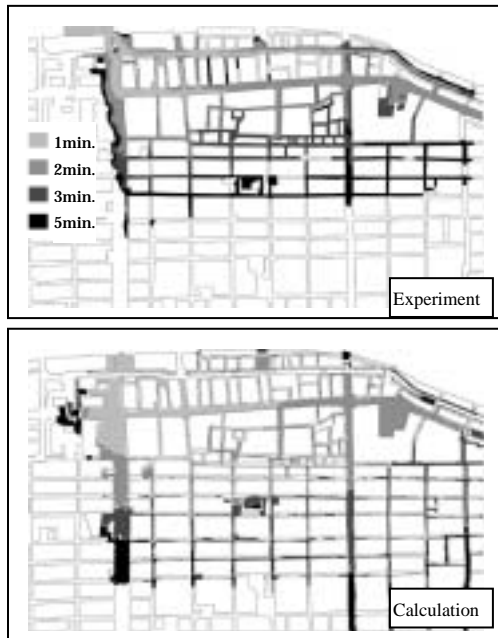 1min.
2min.
3min.
5min.
Experiment
Calculation